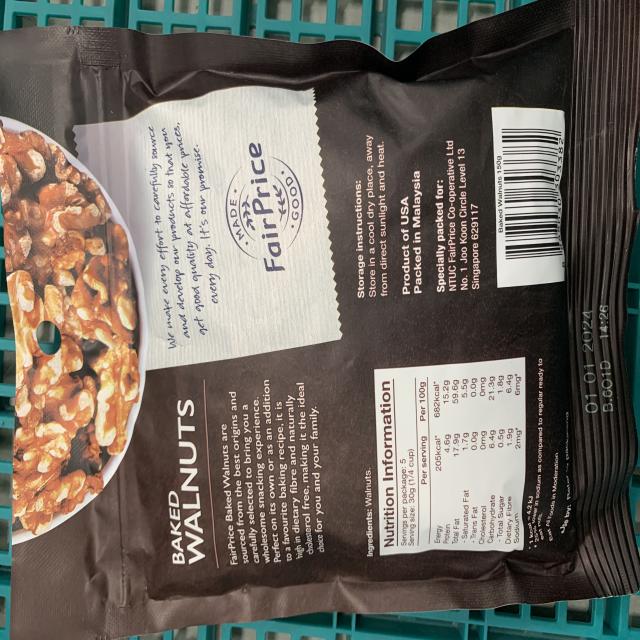 BAKED
WALNUTS
FairPrice Baked Walnuts are
sourced from the best origins and
carefully selected to bring you a
wholesome snacking experience.
Perfect on its own or as an addition
to a favourite baking recipe. It is
high in dietary fibre and naturally
cholesterol free, making it the ideal
choice for you and your family.
We make every effort to carefully source
and develop our products so that you
get good quality at affordable prices,
every day. It's our promise.
MADE
FairPrice
GOOD
Ingredients: Walnuts.
Nutrition Information
Servings per package: 5
Serving size: 30g (1/4 cup)
Per serving Per 100g
Energy 205kcal* 682kcal*
Protein 4.6g 15.2g
Total Fat 17.9g 59.6g
- Saturated Fat 1.7g 5.5g
- Trans Fat 0.0g 0.0g
Cholesterol 0mg 0mg
Carbohydrate 6.4g 21.3g
- Total Sugar 0.5g 1.8g
Dietary Fibre 1.9g 6.4g
Sodium 2mg* 6mg*
sodium as compared to regular ready to
Storage instructions:
Store in a cool dry place, away
from direct sunlight and heat.
Product of USA
Packed in Malaysia
Specially packed for:
NTUC FairPrice Co-operative Ltd
No. 1 Joo Koon Circle Level 13
Singapore 629117
Baked Walnuts 150g
01 01 2024
B.601D 14:26